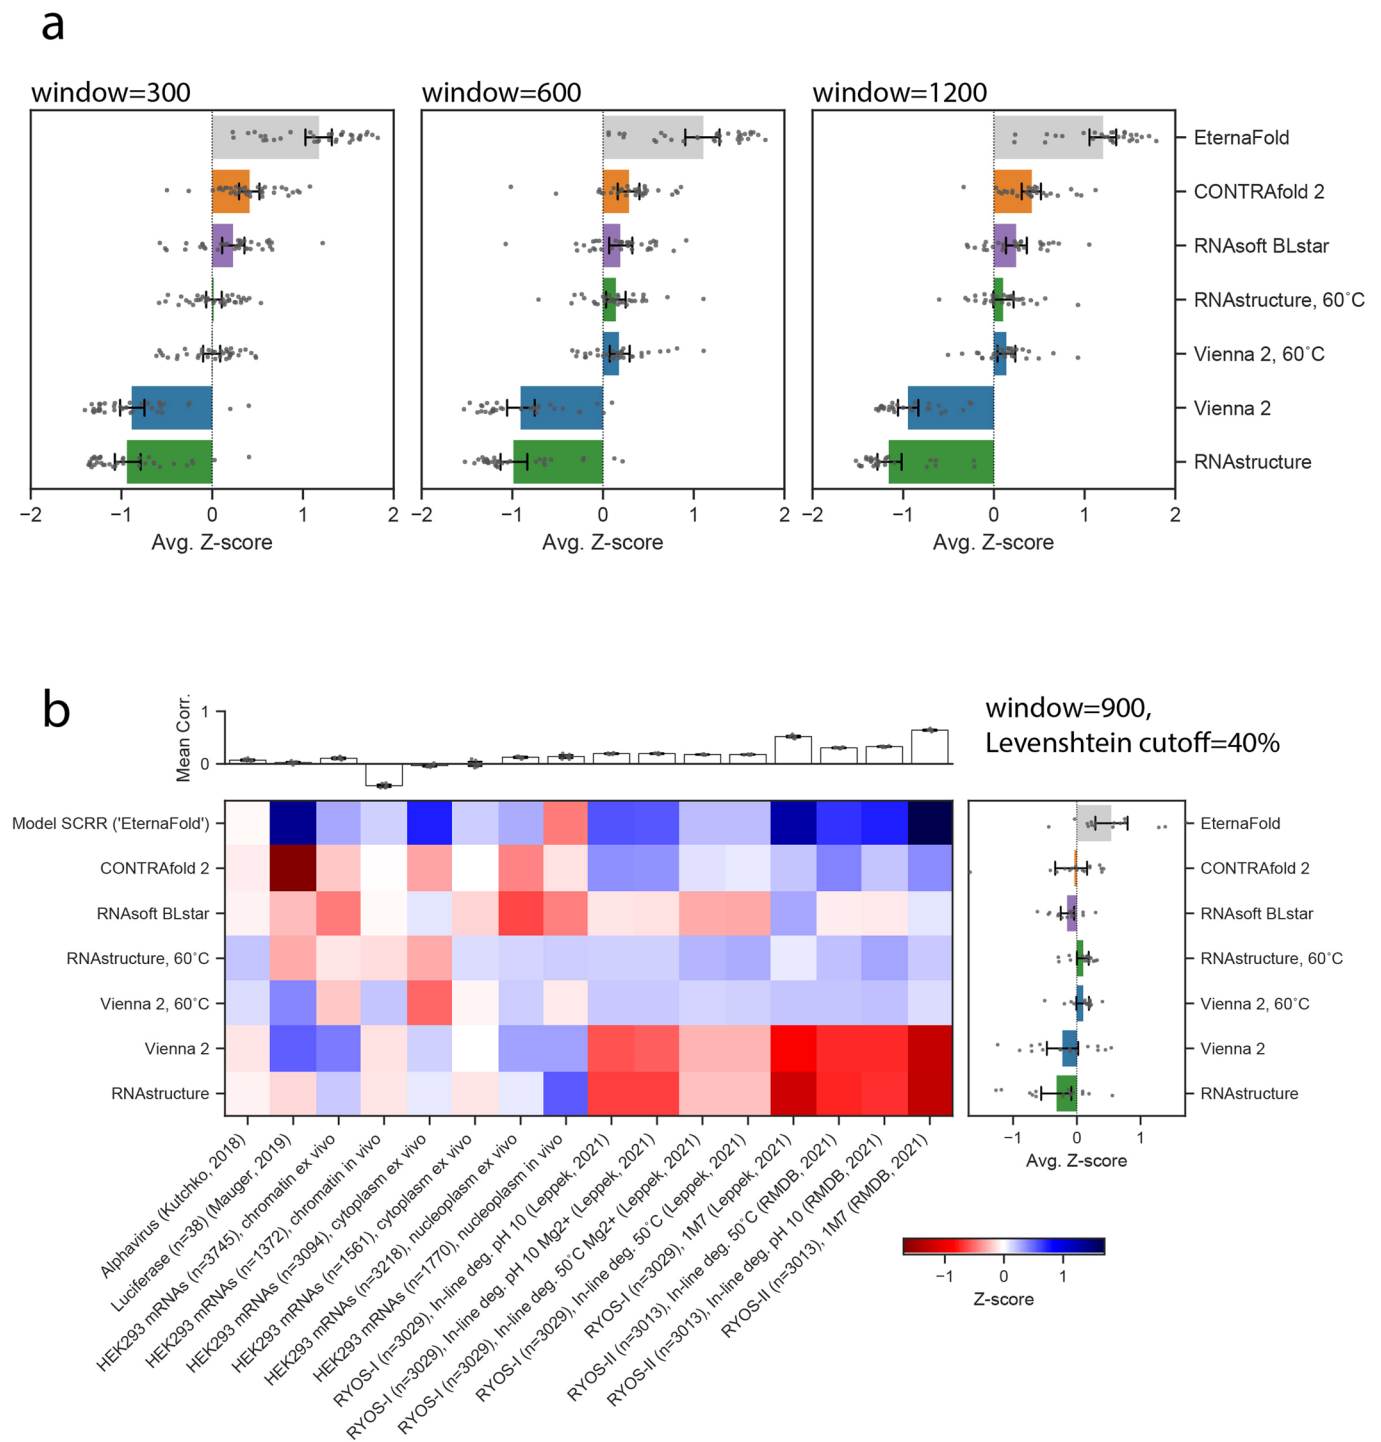 a
window=300
window=600
window=1200
EternaFold
CONTRAfold 2
RNAsoft BLstar
RNAstructure, 60˚C
Vienna 2, 60˚C
Vienna 2
RNAstructure
−2 −1 0 1 2
−2 −1 0 1 2
−2 −1 0 1 2
Avg. Z-score
Avg. Z-score
Avg. Z-score
b
window=900,
Levenshtein cutoff=40%
Mean Corr.
1
0
Model SCRR ('EternaFold')
CONTRAfold 2
RNAsoft BLstar
RNAstructure, 60˚C
Vienna 2, 60˚C
Vienna 2
RNAstructure
EternaFold
CONTRAfold 2
RNAsoft BLstar
RNAstructure, 60˚C
Vienna 2, 60˚C
Vienna 2
RNAstructure
−1 0 1
Avg. Z-score
Alphavirus (Kutchko, 2018)
Luciferase (n=38) (Mauger, 2019)
HEK293 mRNAs (n=3745), chromatin ex vivo
HEK293 mRNAs (n=1372), chromatin in vivo
HEK293 mRNAs (n=3094), cytoplasm ex vivo
HEK293 mRNAs (n=1561), cytoplasm ex vivo
HEK293 mRNAs (n=3218), nucleoplasm ex vivo
HEK293 mRNAs (n=1770), nucleoplasm in vivo
RYOS-I (n=3029), In-line deg. pH 10 (Leppek, 2021)
RYOS-I (n=3029), In-line deg. pH 10 Mg2+ (Leppek, 2021)
RYOS-I (n=3029), In-line deg. 50˚C Mg2+ (Leppek, 2021)
RYOS-I (n=3029), In-line deg. 50˚C (Leppek, 2021)
RYOS-I (n=3029), 1M7 (Leppek, 2021)
RYOS-II (n=3013), In-line deg. 50˚C (RMDB, 2021)
RYOS-II (n=3013), In-line deg. pH 10 (RMDB, 2021)
RYOS-II (n=3013), 1M7 (RMDB, 2021)
−1 0 1
Z-score